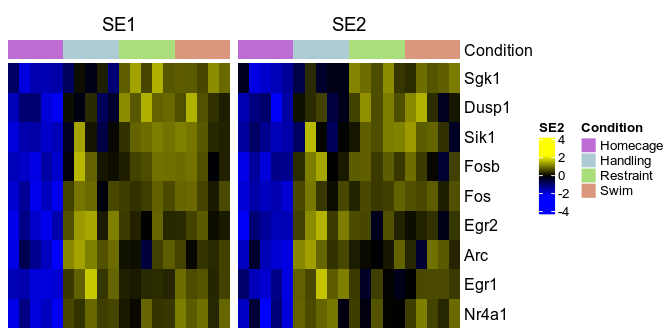 SE1 SE2
Condition
Sgk1
Dusp1
Sik1
Fosb
Fos
Egr2
Arc
Egr1
Nr4a1
SE2
4
2
0
-2
-4
Condition
Homecage
Handling
Restraint
Swim